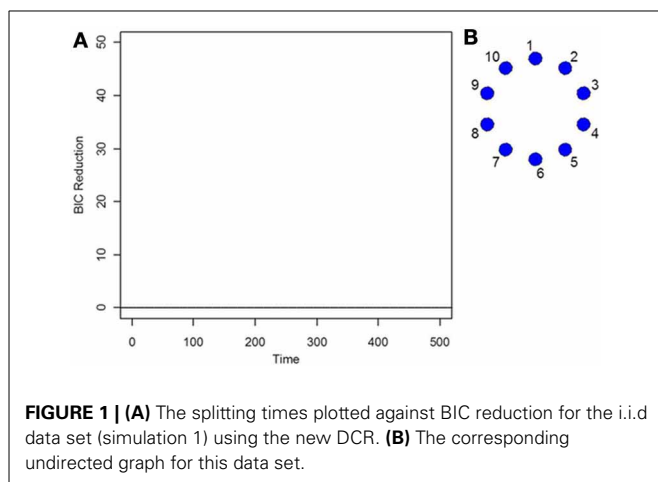 A
50
40
30
20
10
0
BIC Reduction
0 100 200 300 400 500
Time
B
1
2
3
4
5
6
7
8
9
10
FIGURE 1 | (A) The splitting times plotted against BIC reduction for the i.i.d
data set (simulation 1) using the new DCR. (B) The corresponding
undirected graph for this data set.